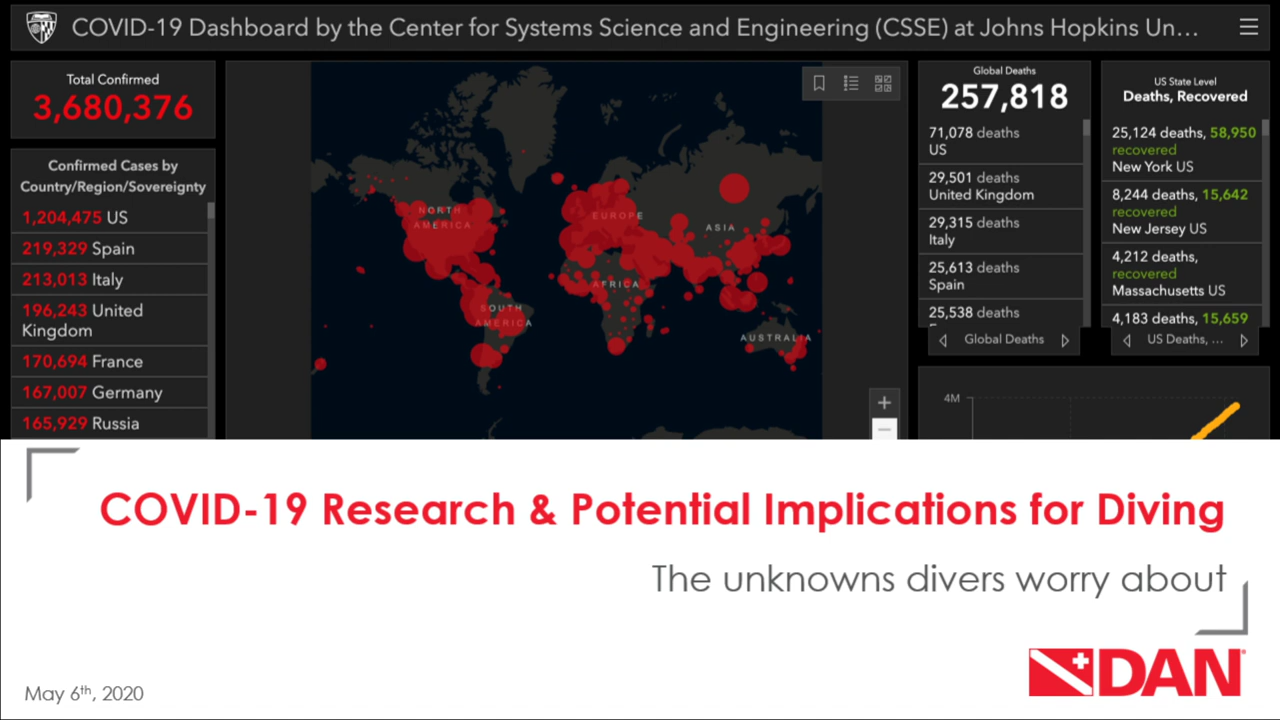 COVID-19 Dashboard by the Center for Systems Science and Engineering (CSSE) at Johns Hopkins Un...
Total Confirmed
3,680,376
Confirmed Cases by
Country/Region/Sovereignty
1,204,475 US
219,329 Spain
213,013 Italy
196,243 United
Kingdom
170,694 France
167,007 Germany
165,929 Russia
NORTH
AMERICA
EUROPE
ASIA
AFRICA
SOUTH
AMERICA
AUSTRALIA
+
−
Global Deaths
257,818
71,078 deaths
US
29,501 deaths
United Kingdom
29,315 deaths
Italy
25,613 deaths
Spain
25,538 deaths
Global Deaths
US State Level
Deaths, Recovered
25,124 deaths, 58,950
recovered
New York US
8,244 deaths, 15,642
recovered
New Jersey US
4,212 deaths,
recovered
Massachusetts US
4,183 deaths, 15,659
US Deaths, ...
4M
COVID-19 Research & Potential Implications for Diving
The unknowns divers worry about
May 6th, 2020
DAN®